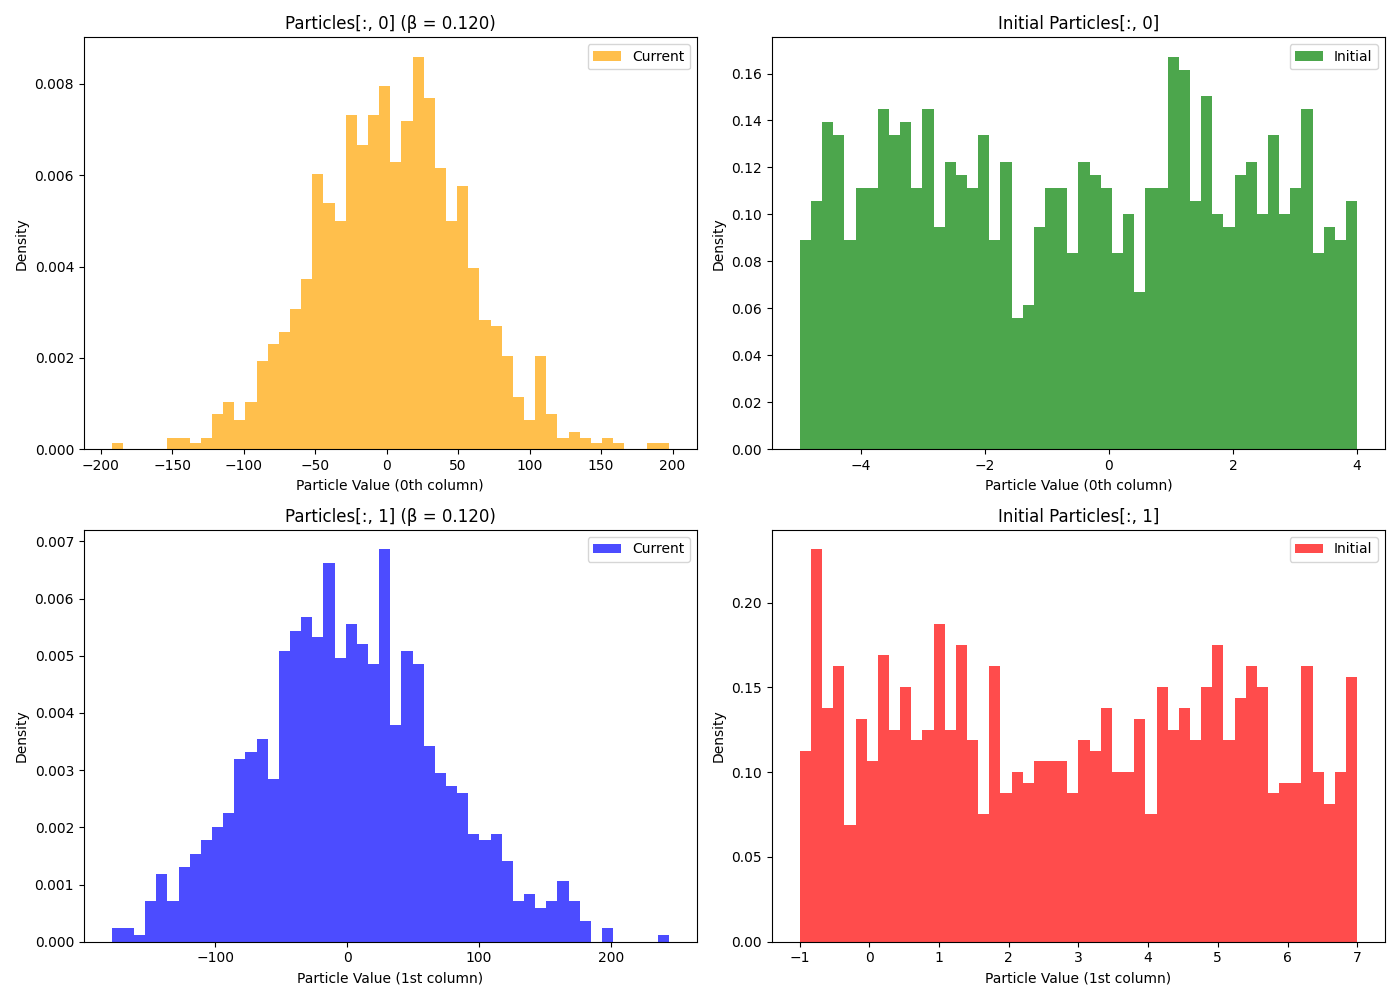 Particles[:, 0] (β = 0.120)
Current
Density
0.008
0.006
0.004
0.002
0.000
−200 −150 −100 −50 0 50 100 150 200
Particle Value (0th column)
Initial Particles[:, 0]
Initial
Density
0.16
0.14
0.12
0.10
0.08
0.06
0.04
0.02
0.00
−4 −2 0 2 4
Particle Value (0th column)
Particles[:, 1] (β = 0.120)
Current
Density
0.007
0.006
0.005
0.004
0.003
0.002
0.001
0.000
−100 0 100 200
Particle Value (1st column)
Initial Particles[:, 1]
Initial
Density
0.20
0.15
0.10
0.05
0.00
−1 0 1 2 3 4 5 6 7
Particle Value (1st column)